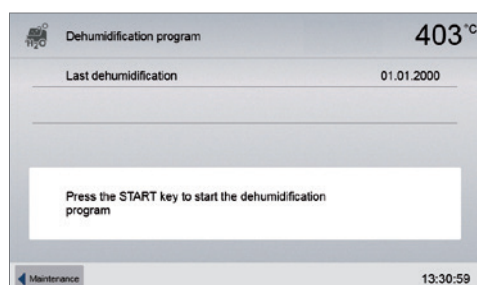 H2O
Dehumidification program
403 °C
Last dehumidification
01.01.2000
Press the START key to start the dehumidification
program
Maintenance
13:30:59